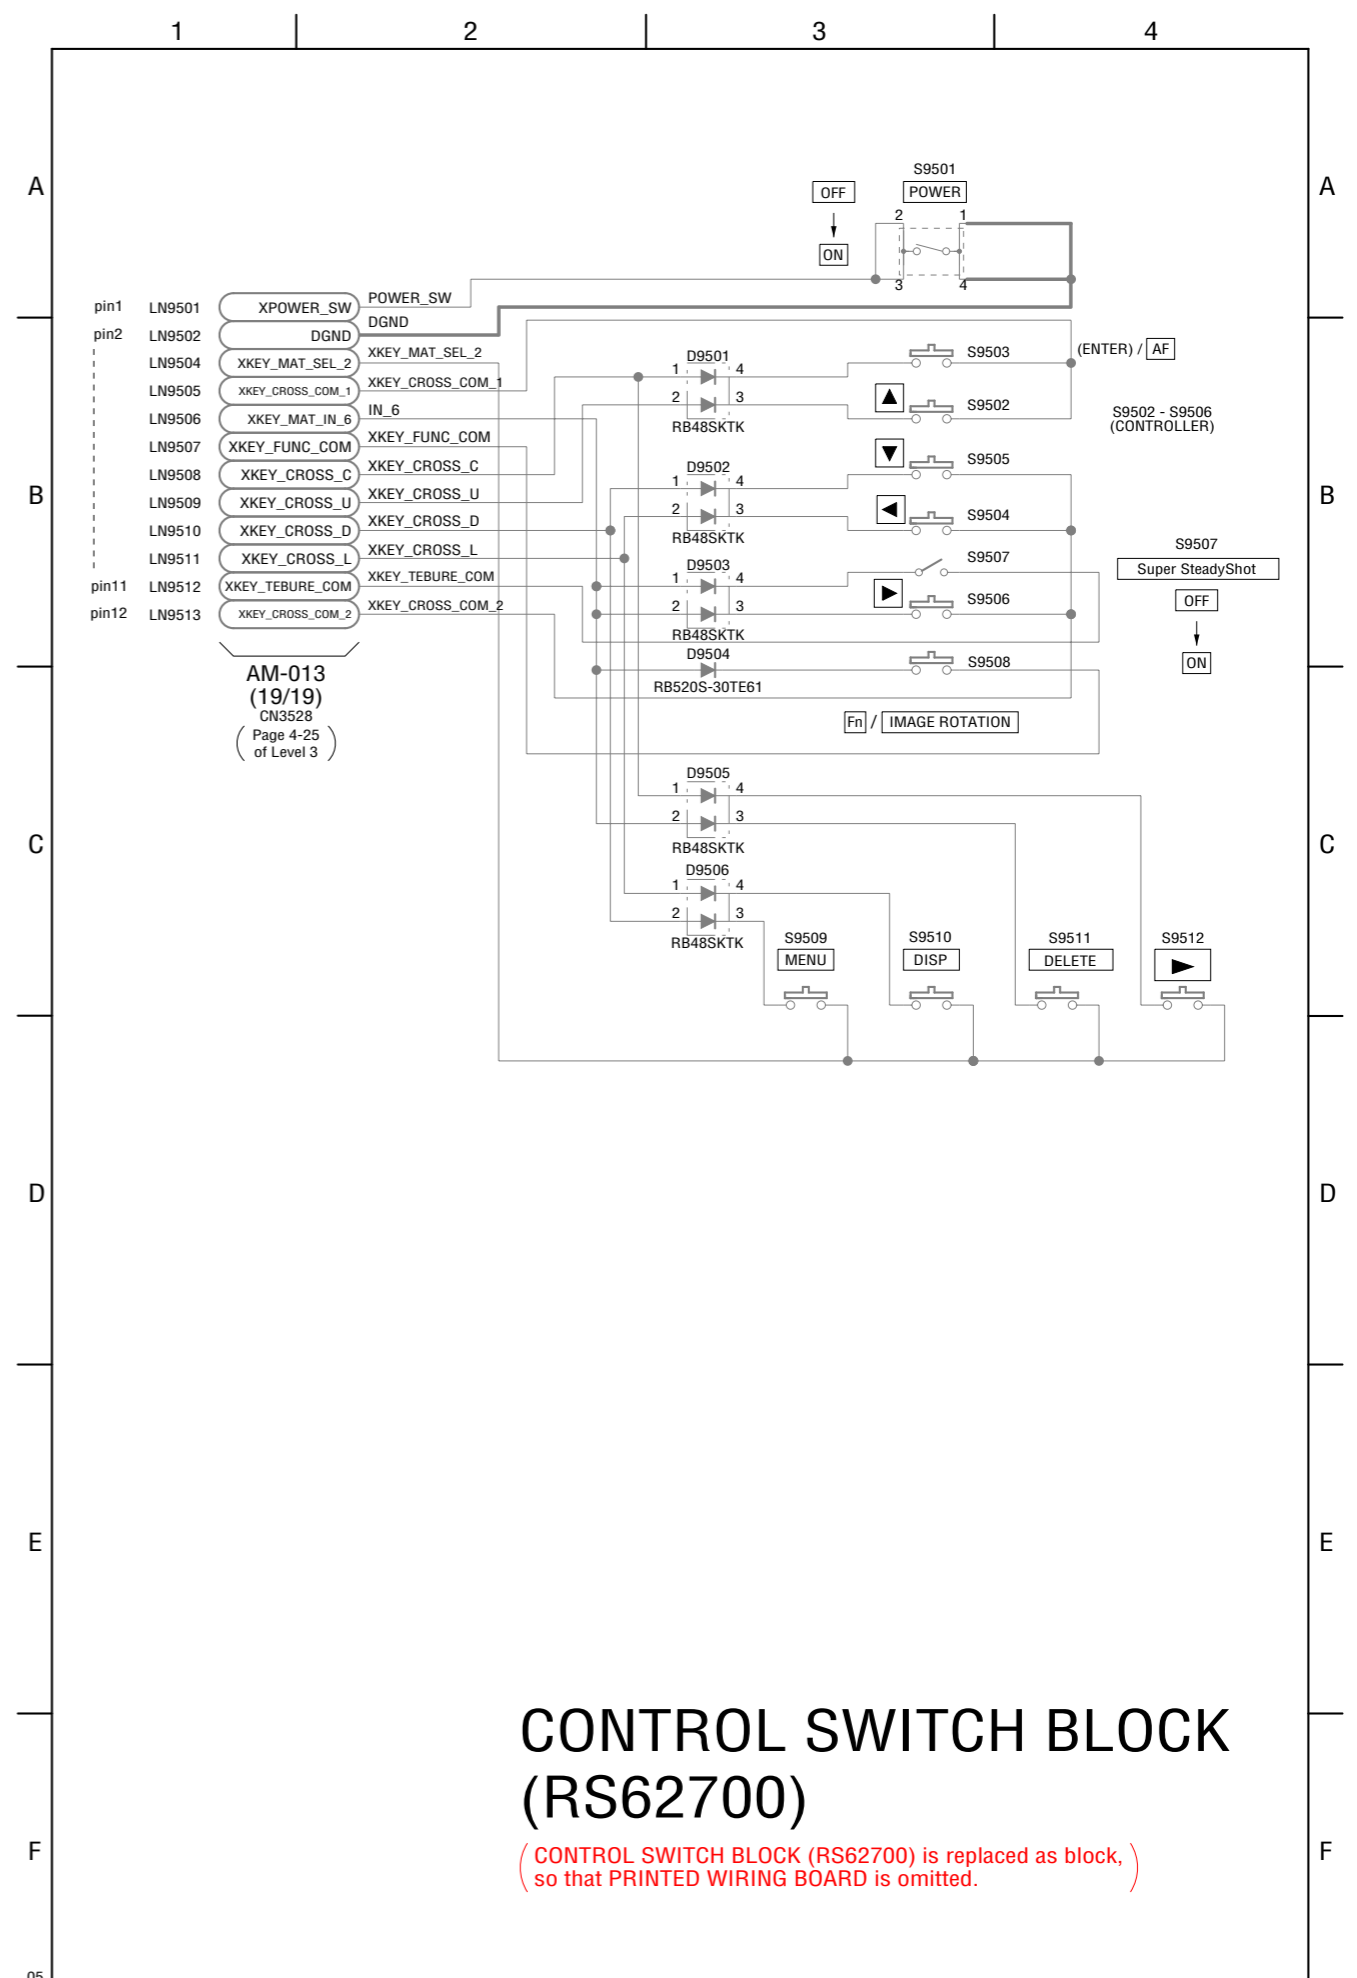 1 2 3 4
A A
S9501
OFF POWER
2 1
ON
3 4
pin1 LN9501 XPOWER_SW POWER_SW
pin2 LN9502 DGND DGND
LN9504 XKEY_MAT_SEL_2 XKEY_MAT_SEL_2
LN9505 XKEY_CROSS_COM_1 XKEY_CROSS_COM_1
LN9506 XKEY_MAT_IN_6 IN_6
LN9507 XKEY_FUNC_COM XKEY_FUNC_COM
LN9508 XKEY_CROSS_C XKEY_CROSS_C
LN9509 XKEY_CROSS_U XKEY_CROSS_U
LN9510 XKEY_CROSS_D XKEY_CROSS_D
LN9511 XKEY_CROSS_L XKEY_CROSS_L
pin11 LN9512 XKEY_TEBURE_COM XKEY_TEBURE_COM
pin12 LN9513 XKEY_CROSS_COM_2 XKEY_CROSS_COM_2
AM-013
(19/19)
CN3528
( Page 4-25
of Level 3 )
D9501
1 4 S9503 (ENTER) / AF
2 3 ▲ S9502
RB48SKTK
S9502 - S9506
(CONTROLLER)
▼ S9505
D9502
1 4
2 3 ◀ S9504
RB48SKTK
B B
D9503 S9507
1 4
2 3 ▶ S9506
RB48SKTK
S9507
Super SteadyShot
OFF
ON
D9504 S9508
RB520S-30TE61
Fn / IMAGE ROTATION
D9505
1 4
2 3
RB48SKTK
C C
D9506
1 4
2 3
RB48SKTK
S9509 S9510 S9511 S9512
MENU DISP DELETE ►
D D
E E
CONTROL SWITCH BLOCK
(RS62700)
F F
( CONTROL SWITCH BLOCK (RS62700) is replaced as block,
so that PRINTED WIRING BOARD is omitted. )
05